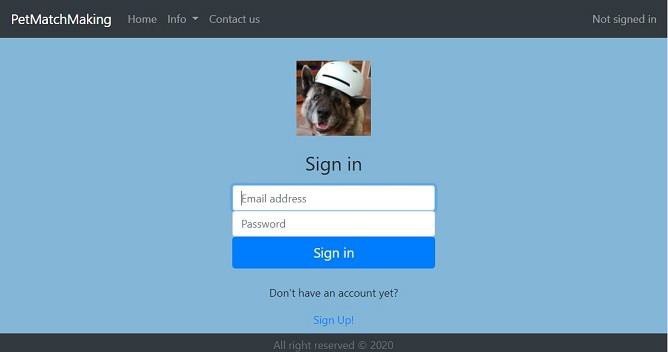 PetMatchMaking Home Info Contact us Not signed in
Sign in
Email address
Password
Sign in
Don't have an account yet?
Sign Up!
All right reserved © 2020